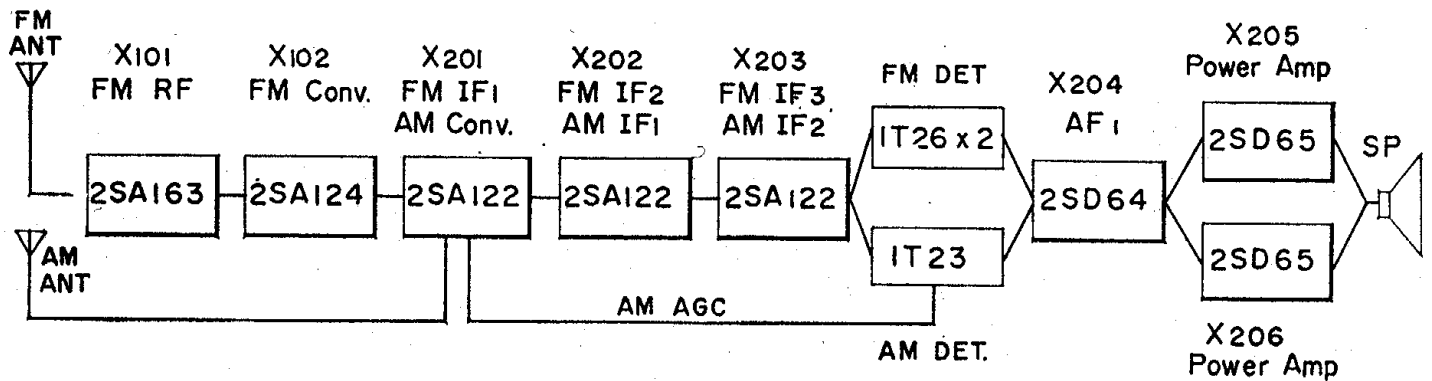 FM
ANT
X101
FM RF
2SA163
X102
FM Conv.
2SA124
X201
FM IF1
AM Conv.
2SA122
X202
FM IF2
AM IF1
2SA122
X203
FM IF3
AM IF2
2SA122
FM DET
1T26 x 2
1T23
AM DET.
X204
AF1
2SD64
X205
Power Amp
2SD65
2SD65
X206
Power Amp
SP
AM
ANT
AM AGC